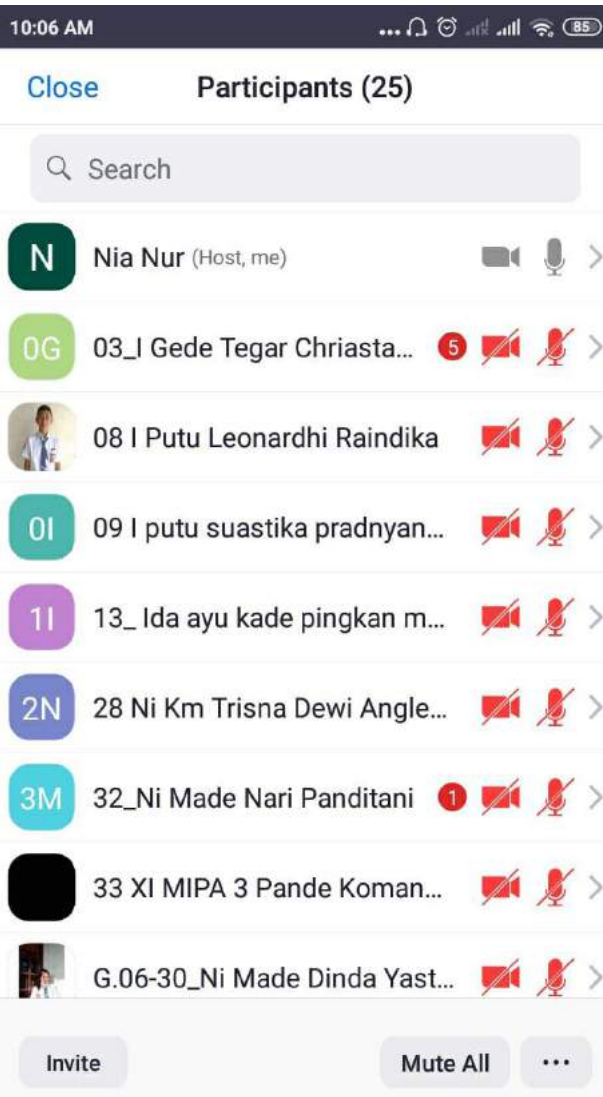 10:06 AM 85
Close Participants (25)
Search
N Nia Nur (Host, me)
0G 03_I Gede Tegar Chriasta... 5
08 I Putu Leonardhi Raindika
0I 09 I putu suastika pradnyan...
1I 13_ Ida ayu kade pingkan m...
2N 28 Ni Km Trisna Dewi Angle...
3M 32_Ni Made Nari Panditani 1
33 XI MIPA 3 Pande Koman...
G.06-30_Ni Made Dinda Yast...
Invite Mute All